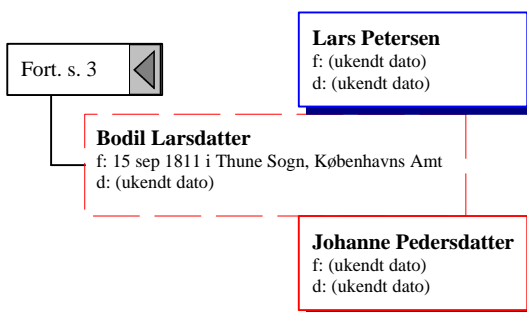 Lars Petersen
f: (ukendt dato)
d: (ukendt dato)
Fort. s. 3
Bodil Larsdatter
f: 15 sep 1811 i Thune Sogn, Københavns Amt
d: (ukendt dato)
Johanne Pedersdatter
f: (ukendt dato)
d: (ukendt dato)